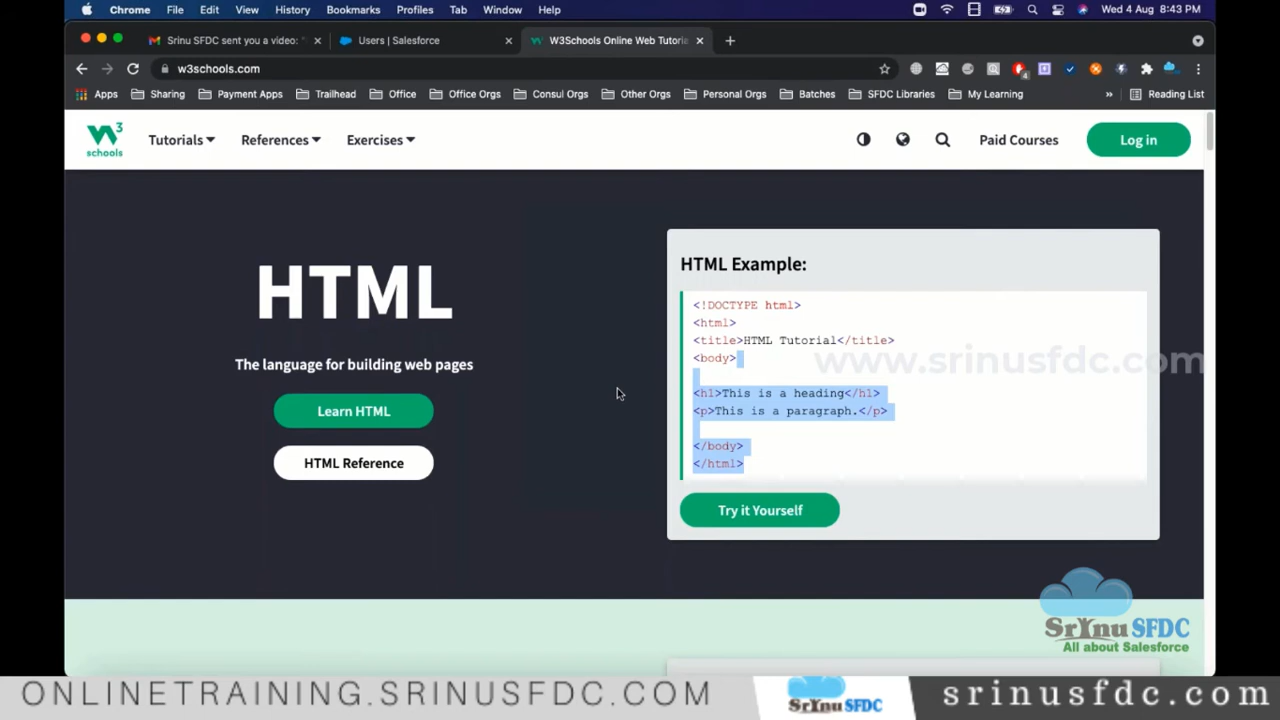 Chrome File Edit View History Bookmarks Profiles Tab Window Help Wed 4 Aug 8:43 PM
Srinu SFDC sent you a video: " Users | Salesforce W3Schools Online Web Tutoria
w3schools.com
4
Apps Sharing Payment Apps Trailhead Office Office Orgs Consul Orgs Other Orgs Personal Orgs Batches SFDC Libraries My Learning » Reading List
W3 schools Tutorials References Exercises Paid Courses Log in
HTML
The language for building web pages
Learn HTML
HTML Reference
HTML Example:
<!DOCTYPE html>
<html>
<title>HTML Tutorial</title>
<body>
<h1>This is a heading</h1>
<p>This is a paragraph.</p>
</body>
</html>
Try it Yourself
www.srinusfdc.com
SrYnu SFDC
All about Salesforce
ONLINETRAINING.SRINUSFDC.COM
SrYnu SFDC
srinusfdc.com